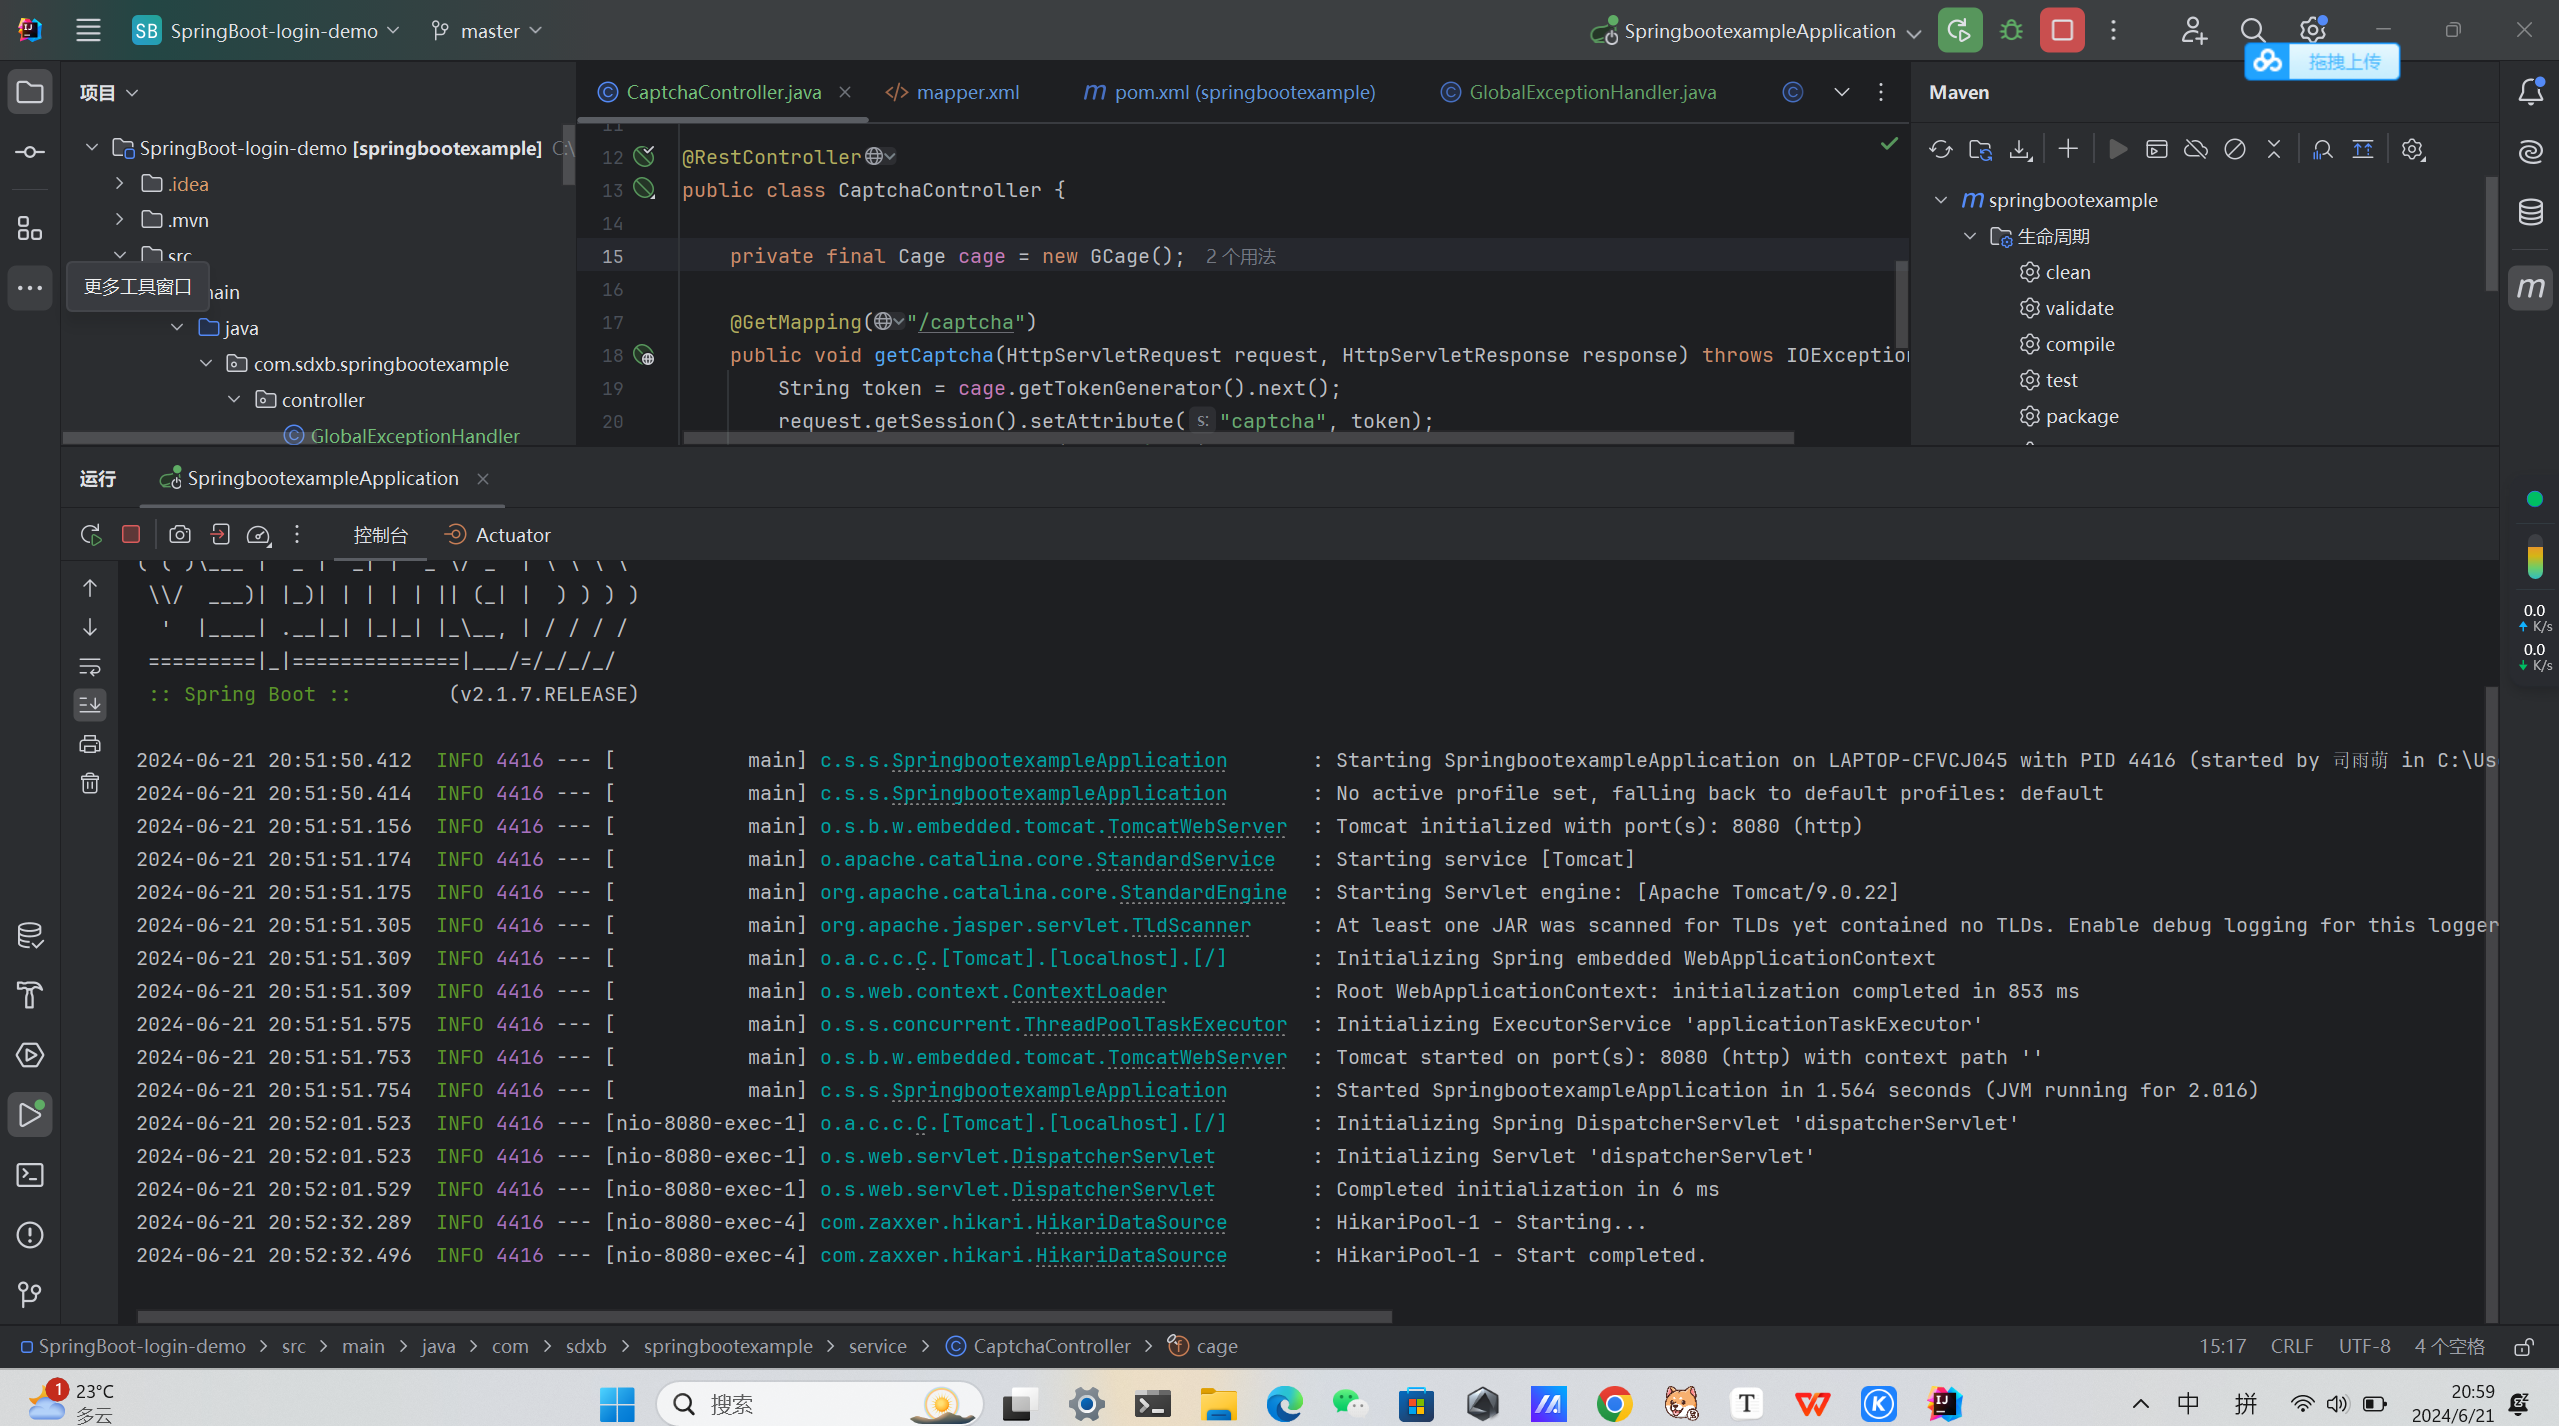 SB SpringBoot-login-demo master SpringbootexampleApplication
拖拽上传
项目
CaptchaController.java mapper.xml pom.xml (springbootexample) GlobalExceptionHandler.java
Maven
SpringBoot-login-demo [springbootexample] C:\
.idea
.mvn
src
更多工具窗口
main
java
com.sdxb.springbootexample
controller
GlobalExceptionHandler
11
12 @RestController
13 public class CaptchaController {
14
15 private final Cage cage = new GCage(); 2 个用法
16
17 @GetMapping("/captcha")
18 public void getCaptcha(HttpServletRequest request, HttpServletResponse response) throws IOException
19 String token = cage.getTokenGenerator().next();
20 request.getSession().setAttribute( s: "captcha", token);
springbootexample
生命周期
clean
validate
compile
test
package
运行 SpringbootexampleApplication
控制台 Actuator
( ( )\___ | '_ | '_| | '_ \/ _` | \ \ \ \
\\/  ___)| |_)| | | | | || (_| |  ) ) ) )
'  |____| .__|_| |_|_| |_\__, | / / / /
=========|_|==============|___/=/_/_/_/
:: Spring Boot :: (v2.1.7.RELEASE)
2024-06-21 20:51:50.412 INFO 4416 --- [ main] c.s.s.SpringbootexampleApplication : Starting SpringbootexampleApplication on LAPTOP-CFVCJ045 with PID 4416 (started by 司雨萌 in C:\Us
2024-06-21 20:51:50.414 INFO 4416 --- [ main] c.s.s.SpringbootexampleApplication : No active profile set, falling back to default profiles: default
2024-06-21 20:51:51.156 INFO 4416 --- [ main] o.s.b.w.embedded.tomcat.TomcatWebServer : Tomcat initialized with port(s): 8080 (http)
2024-06-21 20:51:51.174 INFO 4416 --- [ main] o.apache.catalina.core.StandardService : Starting service [Tomcat]
2024-06-21 20:51:51.175 INFO 4416 --- [ main] org.apache.catalina.core.StandardEngine : Starting Servlet engine: [Apache Tomcat/9.0.22]
2024-06-21 20:51:51.305 INFO 4416 --- [ main] org.apache.jasper.servlet.TldScanner : At least one JAR was scanned for TLDs yet contained no TLDs. Enable debug logging for this logger
2024-06-21 20:51:51.309 INFO 4416 --- [ main] o.a.c.c.C.[Tomcat].[localhost].[/] : Initializing Spring embedded WebApplicationContext
2024-06-21 20:51:51.309 INFO 4416 --- [ main] o.s.web.context.ContextLoader : Root WebApplicationContext: initialization completed in 853 ms
2024-06-21 20:51:51.575 INFO 4416 --- [ main] o.s.s.concurrent.ThreadPoolTaskExecutor : Initializing ExecutorService 'applicationTaskExecutor'
2024-06-21 20:51:51.753 INFO 4416 --- [ main] o.s.b.w.embedded.tomcat.TomcatWebServer : Tomcat started on port(s): 8080 (http) with context path ''
2024-06-21 20:51:51.754 INFO 4416 --- [ main] c.s.s.SpringbootexampleApplication : Started SpringbootexampleApplication in 1.564 seconds (JVM running for 2.016)
2024-06-21 20:52:01.523 INFO 4416 --- [nio-8080-exec-1] o.a.c.c.C.[Tomcat].[localhost].[/] : Initializing Spring DispatcherServlet 'dispatcherServlet'
2024-06-21 20:52:01.523 INFO 4416 --- [nio-8080-exec-1] o.s.web.servlet.DispatcherServlet : Initializing Servlet 'dispatcherServlet'
2024-06-21 20:52:01.529 INFO 4416 --- [nio-8080-exec-1] o.s.web.servlet.DispatcherServlet : Completed initialization in 6 ms
2024-06-21 20:52:32.289 INFO 4416 --- [nio-8080-exec-4] com.zaxxer.hikari.HikariDataSource : HikariPool-1 - Starting...
2024-06-21 20:52:32.496 INFO 4416 --- [nio-8080-exec-4] com.zaxxer.hikari.HikariDataSource : HikariPool-1 - Start completed.
0.0
K/s
0.0
K/s
SpringBoot-login-demo > src > main > java > com > sdxb > springbootexample > service > CaptchaController > cage 15:17 CRLF UTF-8 4 个空格
1 23°C
多云
搜索
中 拼
20:59
2024/6/21